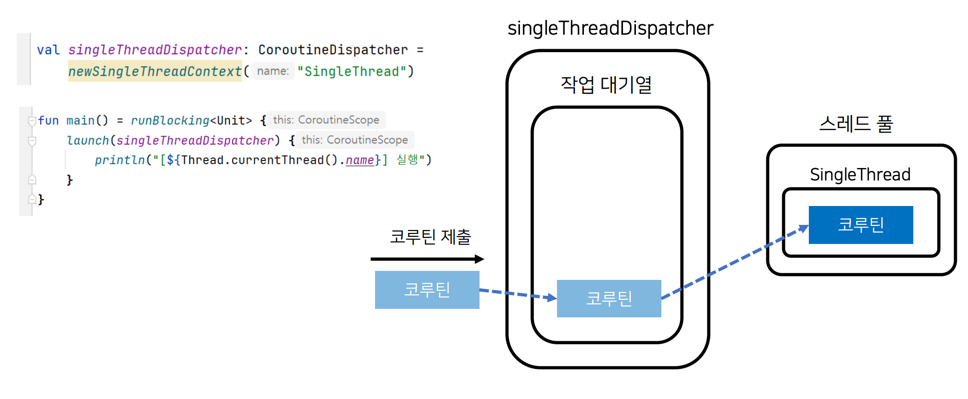 val singleThreadDispatcher: CoroutineDispatcher =
newSingleThreadContext( name: "SingleThread")
fun main() = runBlocking<Unit> { this: CoroutineScope
launch(singleThreadDispatcher) { this: CoroutineScope
println("[${Thread.currentThread().name}] 실행")
}
}
singleThreadDispatcher
작업 대기열
스레드 풀
SingleThread
코루틴
코루틴 제출
코루틴
코루틴